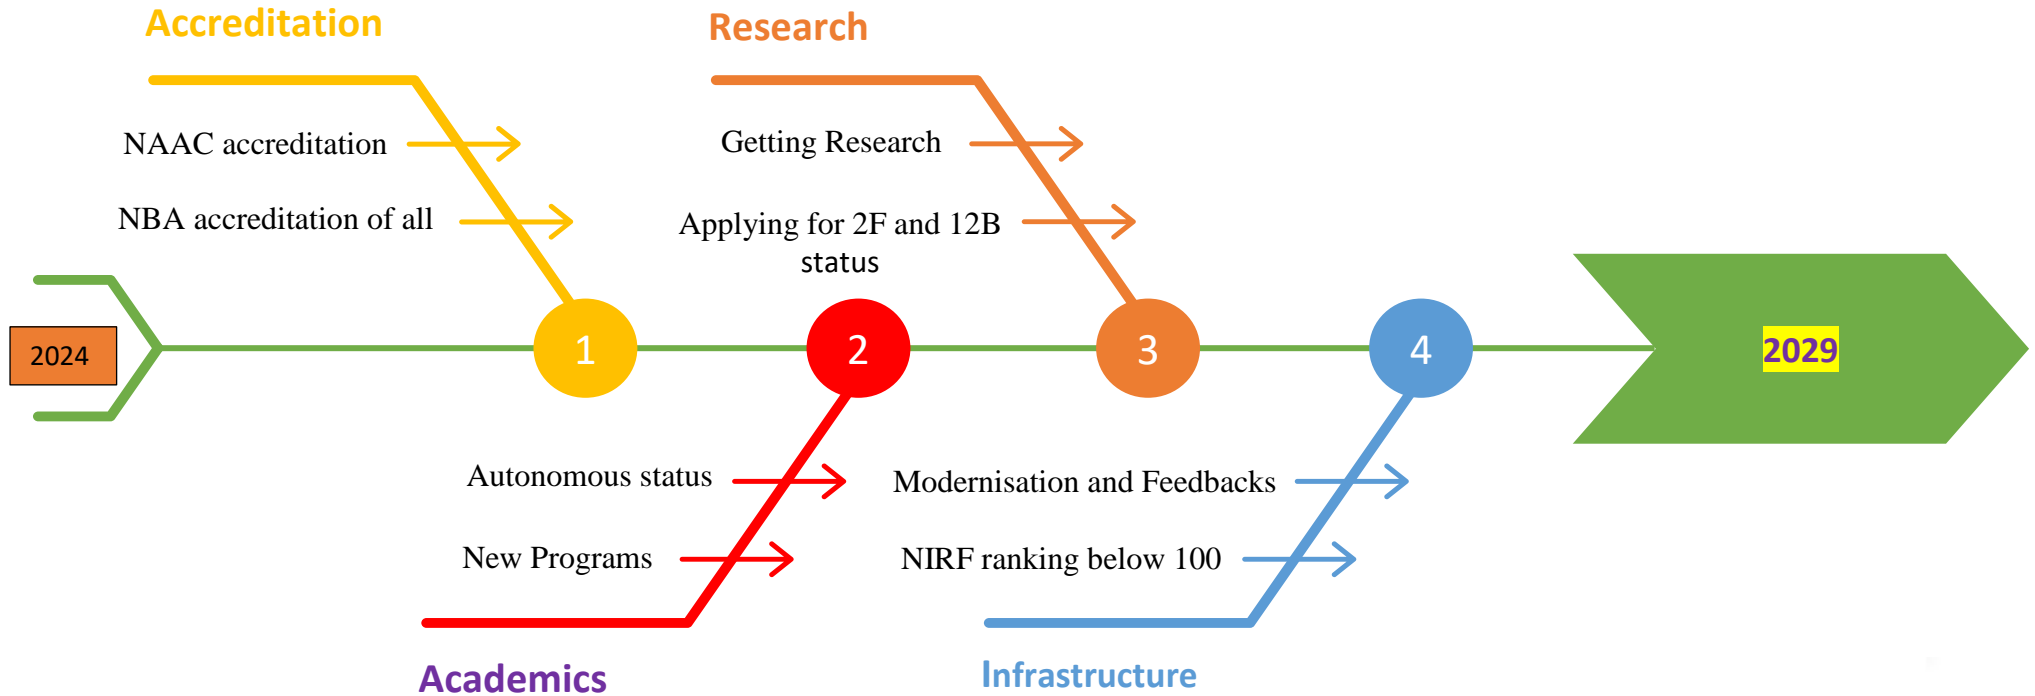 Accreditation
NAAC accreditation
NBA accreditation of all
Research
Getting Research
Applying for 2F and 12B
status
2024
1
2
3
4
2029
Autonomous status
New Programs
Academics
Modernisation and Feedbacks
NIRF ranking below 100
Infrastructure